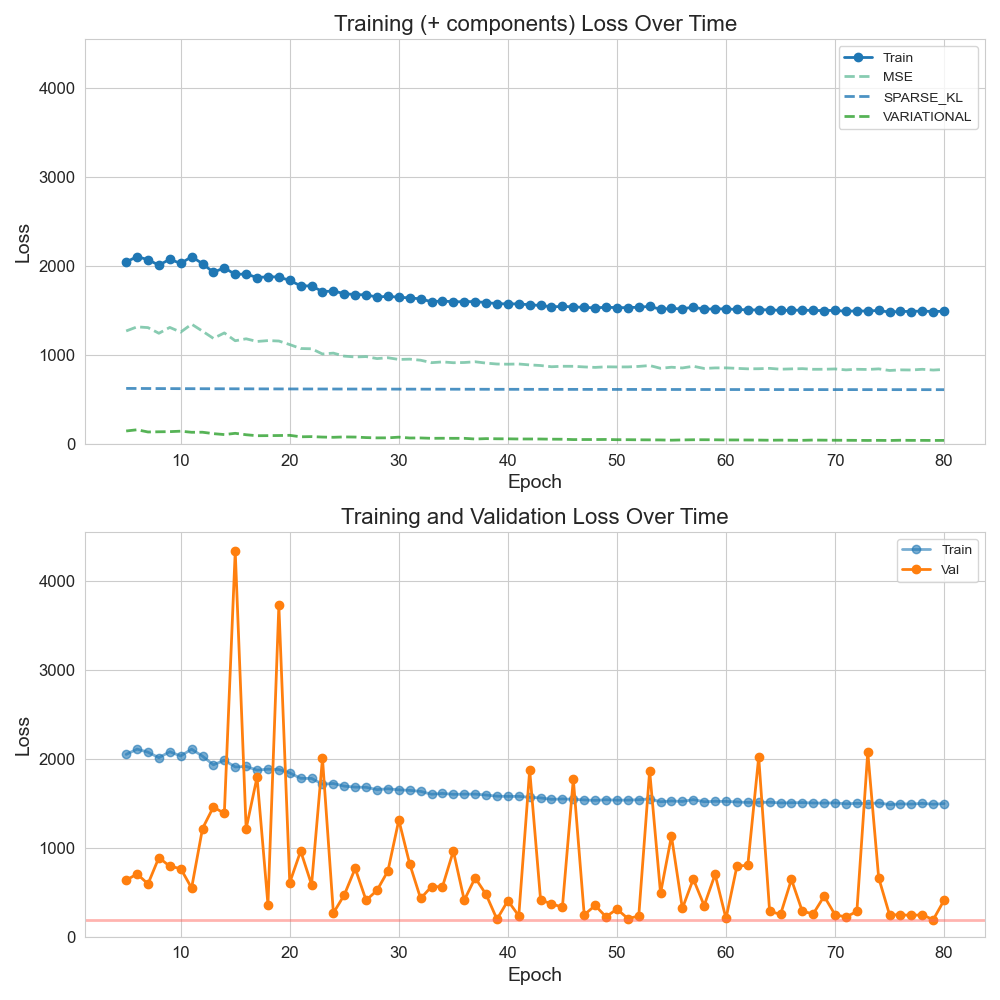 Training (+ components) Loss Over Time
Train
MSE
SPARSE_KL
VARIATIONAL
4000
3000
2000
1000
0
Loss
10 20 30 40 50 60 70 80
Epoch
Training and Validation Loss Over Time
Train
Val
4000
3000
2000
1000
0
Loss
10 20 30 40 50 60 70 80
Epoch